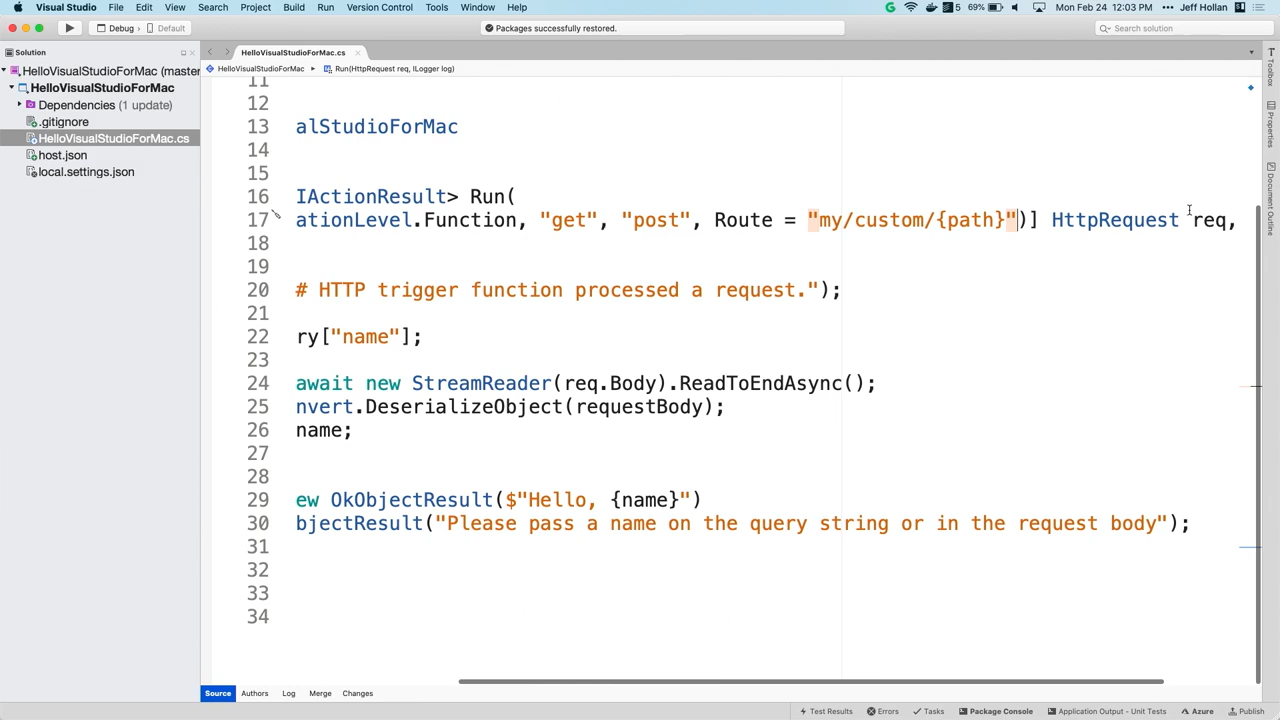 Visual Studio File Edit View Search Project Build Run Version Control Tools Window Help 5 69% Mon Feb 24 12:03 PM Jeff Hollan
Debug Default Packages successfully restored. Search solution
Solution
HelloVisualStudioForMac (master
HelloVisualStudioForMac
Dependencies (1 update)
.gitignore
HelloVisualStudioForMac.cs
host.json
local.settings.json
HelloVisualStudioForMac.cs
HelloVisualStudioForMac Run(HttpRequest req, ILogger log)
11
12
13 alStudioForMac
14
15
16 IActionResult> Run(
17 ationLevel.Function, "get", "post", Route = "my/custom/{path}")] HttpRequest req,
18
19
20 # HTTP trigger function processed a request.");
21
22 ry["name"];
23
24 await new StreamReader(req.Body).ReadToEndAsync();
25 nvert.DeserializeObject(requestBody);
26 name;
27
28
29 ew OkObjectResult($"Hello, {name}")
30 bjectResult("Please pass a name on the query string or in the request body");
31
32
33
34
Toolbox
Properties
Document Outline
Source Authors Log Merge Changes
Test Results Errors Tasks Package Console Application Output - Unit Tests Azure Publish